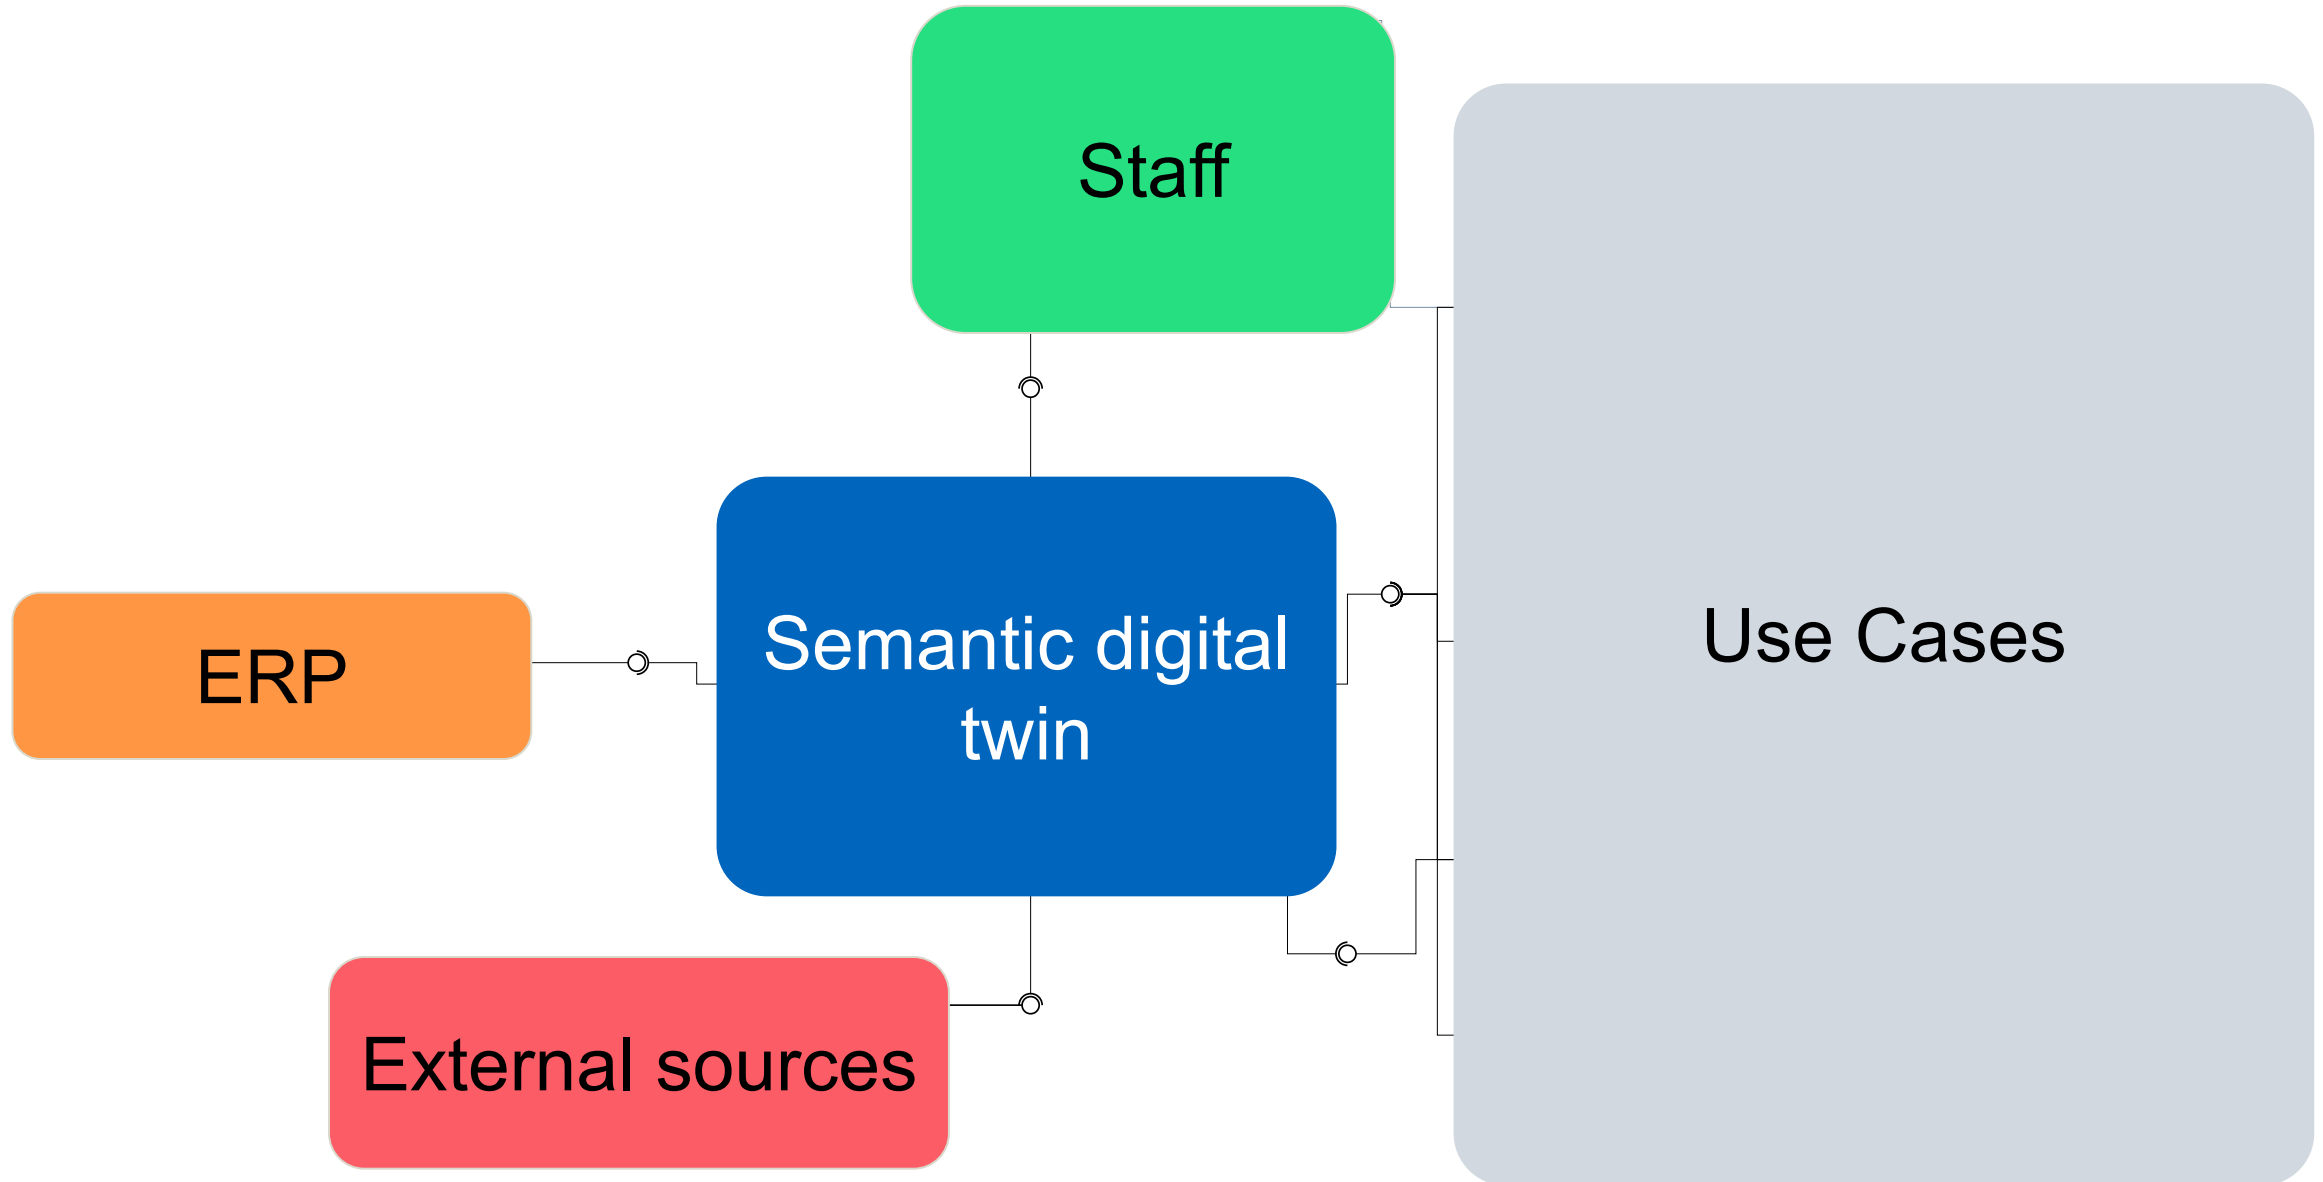 Staff
Use Cases
Semantic digital
twin
ERP
External sources